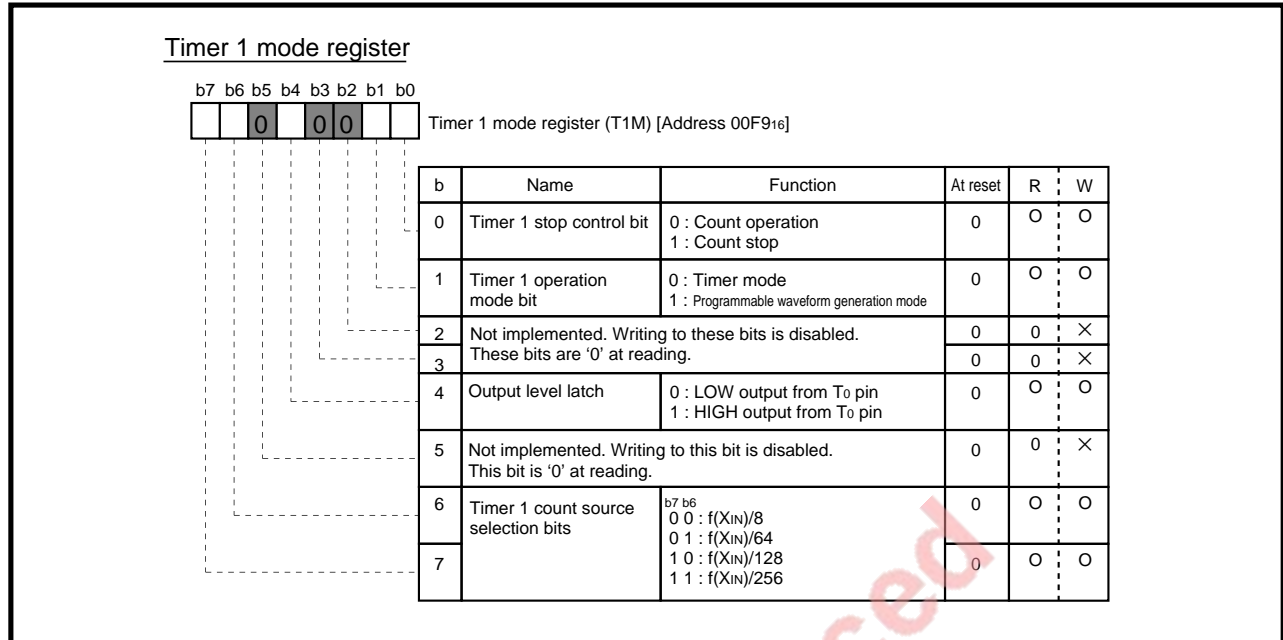 Timer 1 mode register
b7 b6 b5 b4 b3 b2 b1 b0
0 0 0
Timer 1 mode register (T1M) [Address 00F916]
b Name Function At reset R W
0 Timer 1 stop control bit 0 : Count operation 0 O O
1 : Count stop
1 Timer 1 operation 0 : Timer mode 0 O O
mode bit 1 : Programmable waveform generation mode
2 Not implemented. Writing to these bits is disabled. 0 0 ×
3 These bits are ‘0’ at reading. 0 0 ×
4 Output level latch 0 : LOW output from T0 pin 0 O O
1 : HIGH output from T0 pin
5 Not implemented. Writing to this bit is disabled. 0 0 ×
This bit is ‘0’ at reading.
6 Timer 1 count source b7 b6 0 O O
selection bits 0 0 : f(XIN)/8
0 1 : f(XIN)/64
7 1 0 : f(XIN)/128 0 O O
1 1 : f(XIN)/256
ced